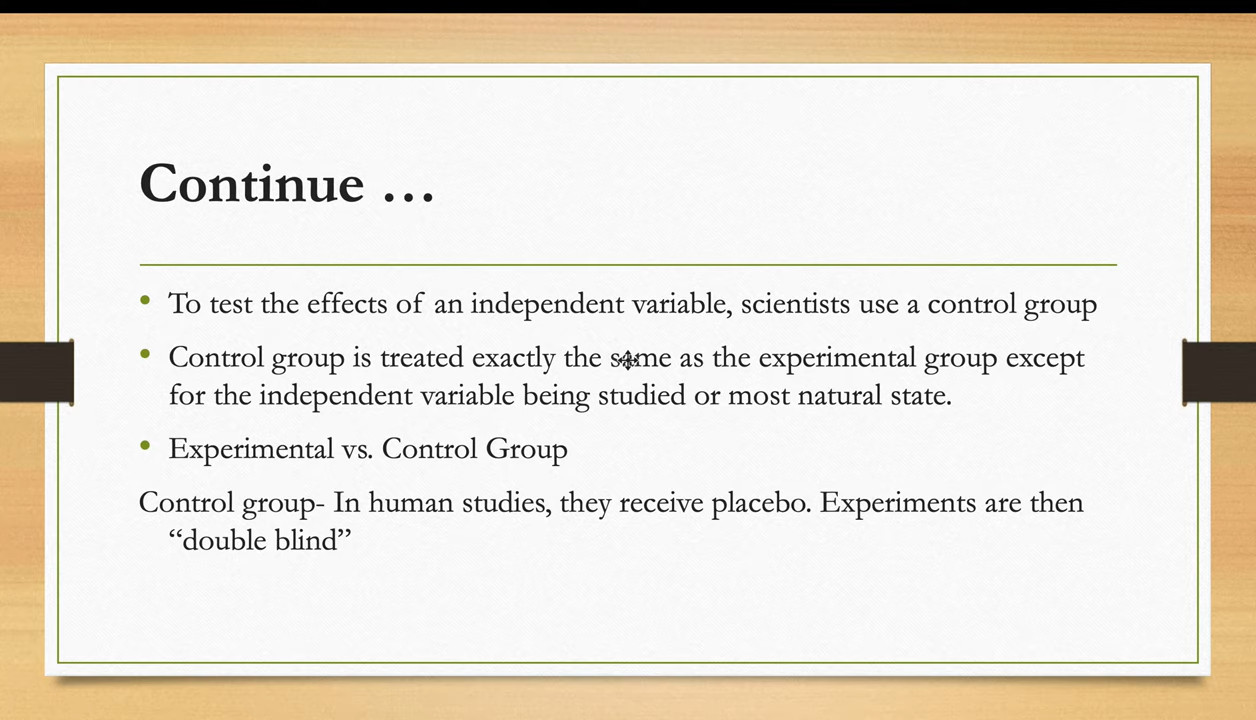 Continue …
• To test the effects of an independent variable, scientists use a control group
• Control group is treated exactly the same as the experimental group except
for the independent variable being studied or most natural state.
• Experimental vs. Control Group
Control group- In human studies, they receive placebo. Experiments are then
“double blind”